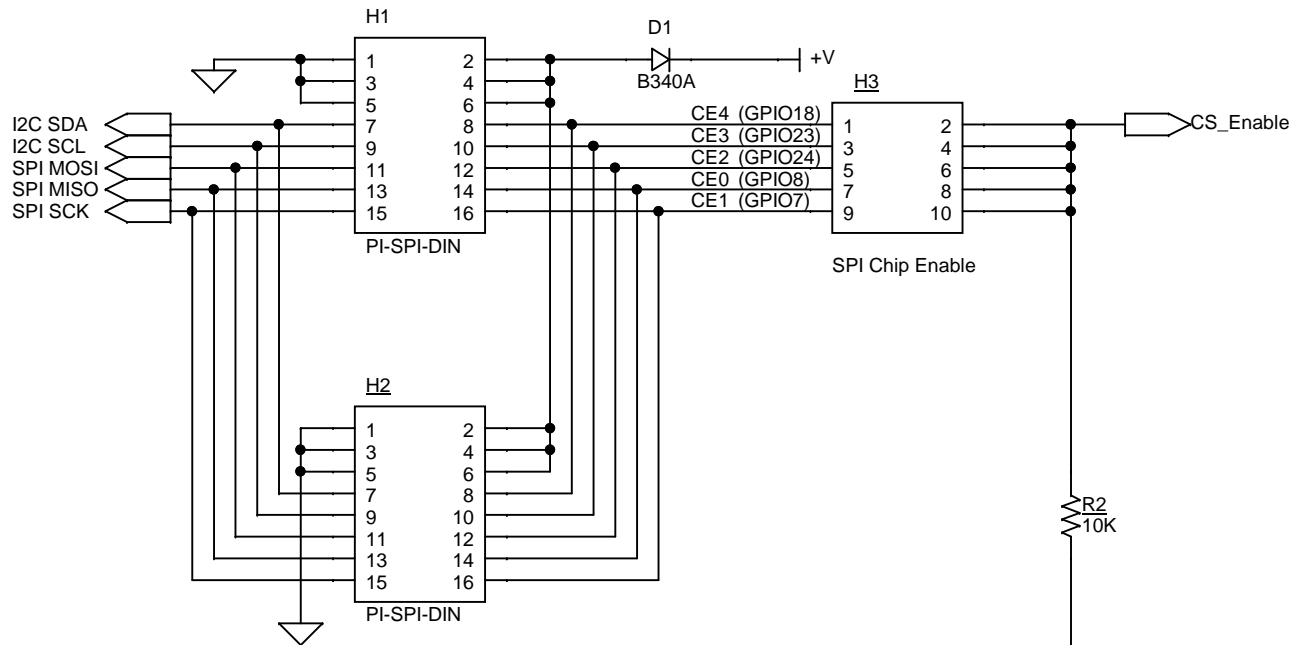 H1
D1
1 2
+V
3 4
B340A
H3
5 6
I2C SDA
7 8
CE4 (GPIO18)
1 2
CS_Enable
I2C SCL
9 10
CE3 (GPIO23)
3 4
SPI MOSI
11 12
CE2 (GPIO24)
5 6
SPI MISO
13 14
CE0 (GPIO8)
7 8
SPI SCK
15 16
CE1 (GPIO7)
9 10
PI-SPI-DIN
SPI Chip Enable
H2
1 2
3 4
5 6
7 8
9 10
11 12
13 14
15 16
PI-SPI-DIN
R2
10K